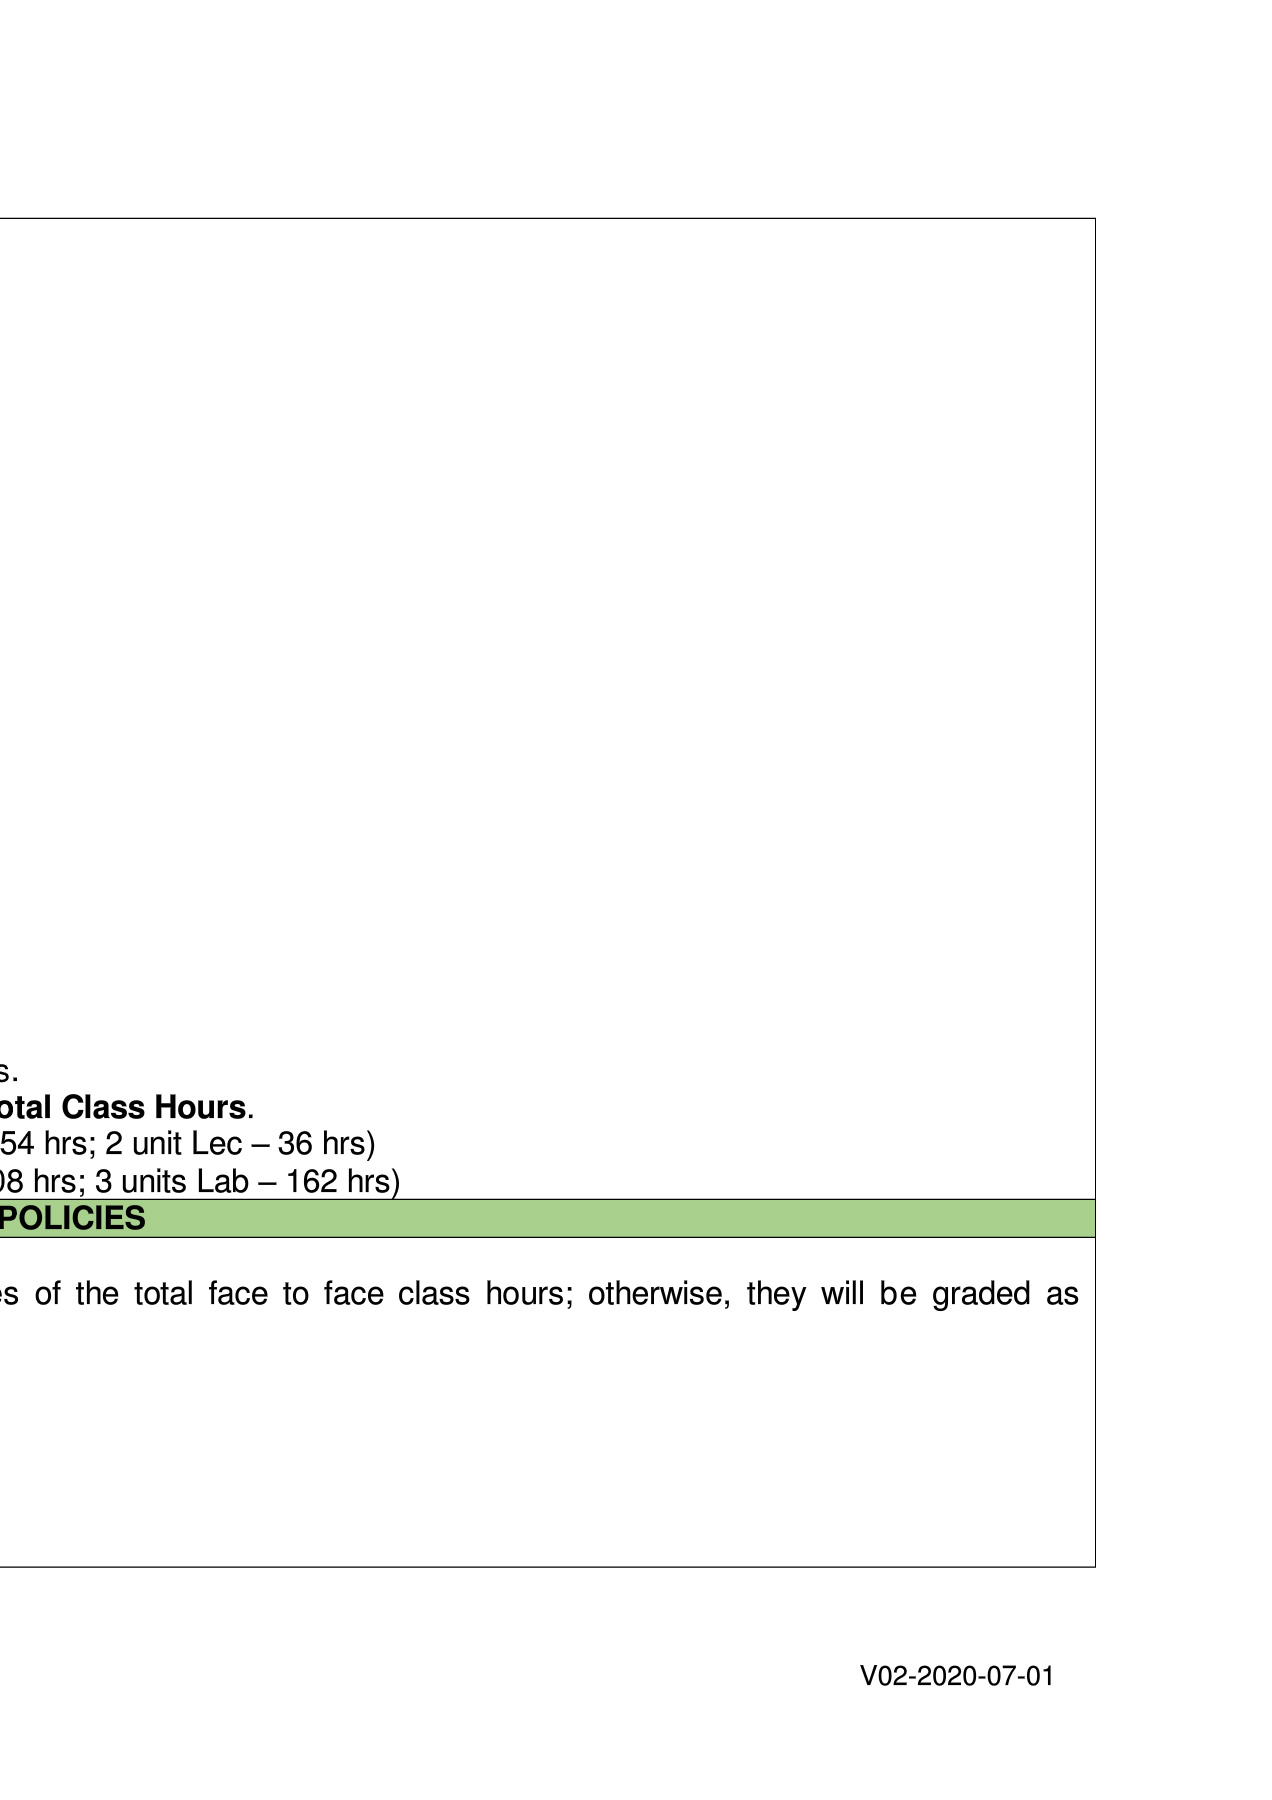 s.
otal Class Hours.
54 hrs; 2 unit Lec – 36 hrs)
08 hrs; 3 units Lab – 162 hrs)
POLICIES
es of the total face to face class hours; otherwise, they will be graded as
V02-2020-07-01